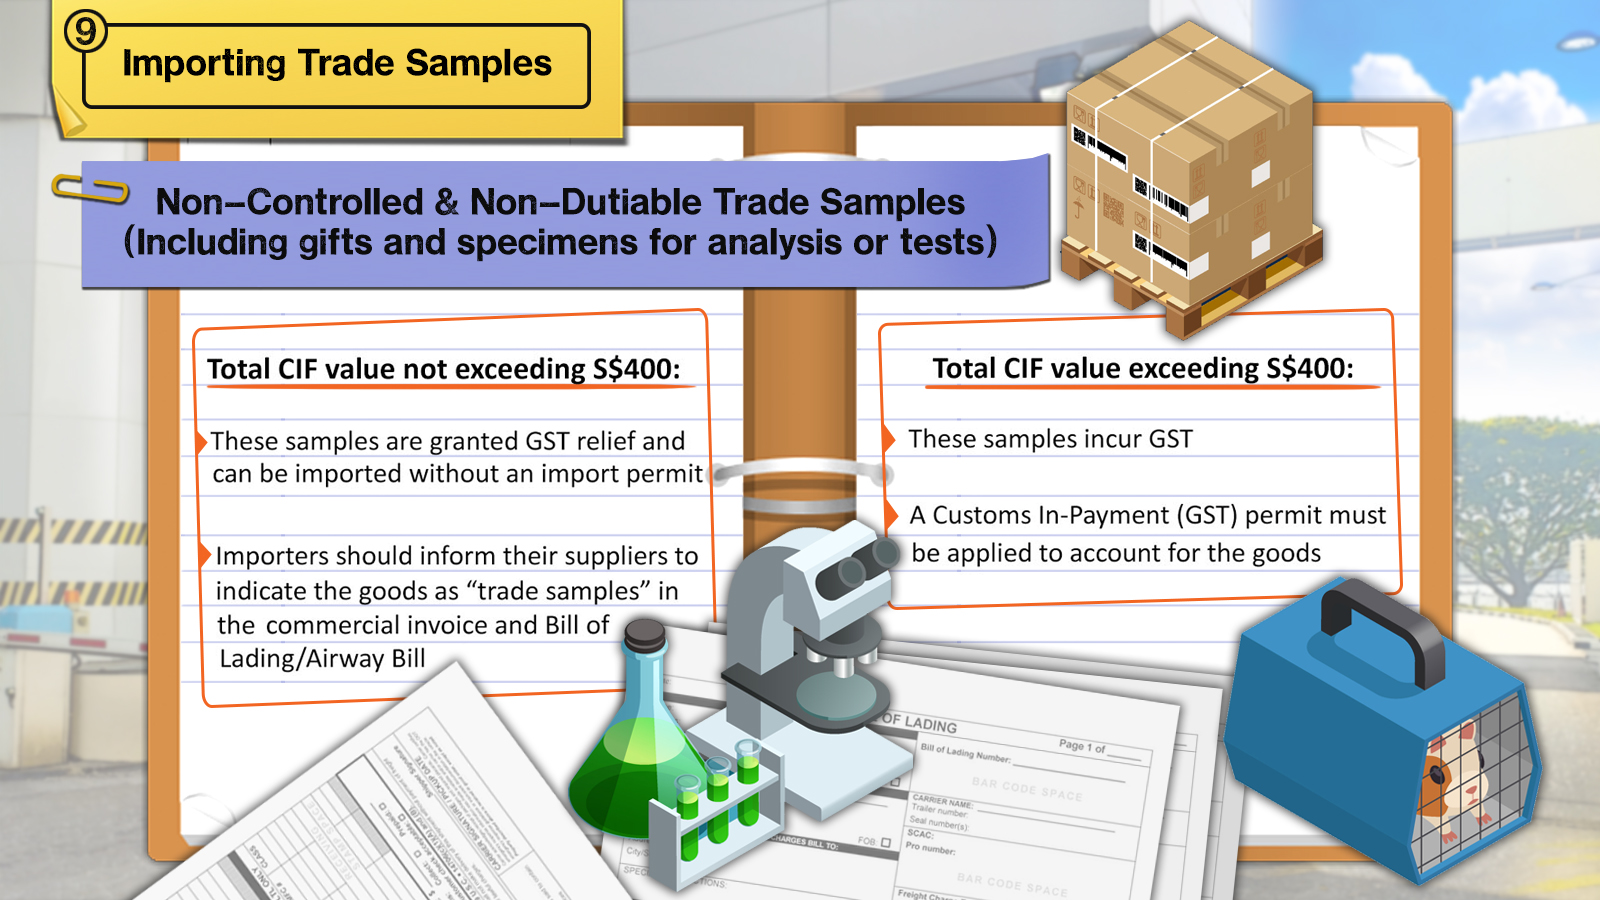 9
Importing Trade Samples
Non-Controlled & Non-Dutiable Trade Samples
(Including gifts and specimens for analysis or tests)
Total CIF value not exceeding S$400:
These samples are granted GST relief and
can be imported without an import permit
Importers should inform their suppliers to
indicate the goods as “trade samples” in
the commercial invoice and Bill of
Lading/Airway Bill
Total CIF value exceeding S$400:
These samples incur GST
A Customs In-Payment (GST) permit must
be applied to account for the goods
OF LADING
Page 1 of
Bill of Lading Number:
BAR CODE SPACE
CARRIER NAME:
Trailer number:
Seal number(s):
SCAC:
Pro number:
BAR CODE SPACE
CHARGES BILL TO:
FOB:
City/S
SPEC
TIONS:
Freight Char